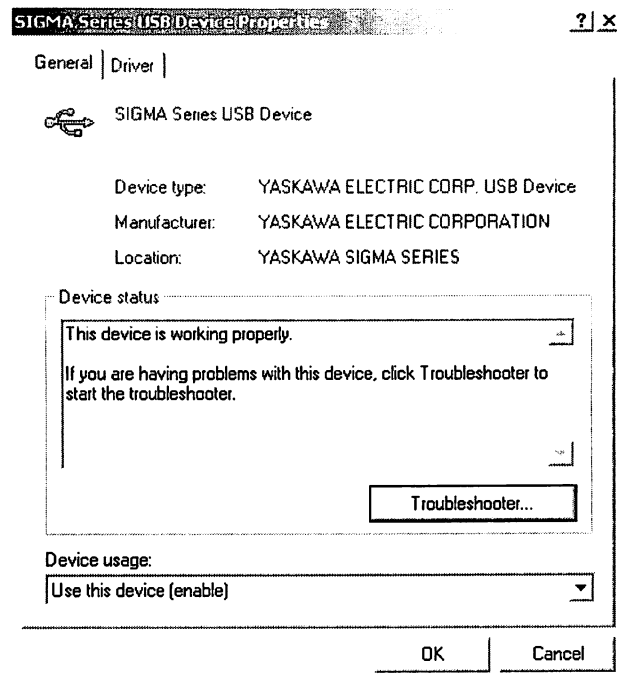 SIGMA Series USB Device Properties
? ×
General Driver
SIGMA Series USB Device
Device type: YASKAWA ELECTRIC CORP. USB Device
Manufacturer: YASKAWA ELECTRIC CORPORATION
Location: YASKAWA SIGMA SERIES
Device status
This device is working properly.
If you are having problems with this device, click Troubleshooter to
start the troubleshooter.
Troubleshooter...
Device usage:
Use this device (enable)
OK Cancel